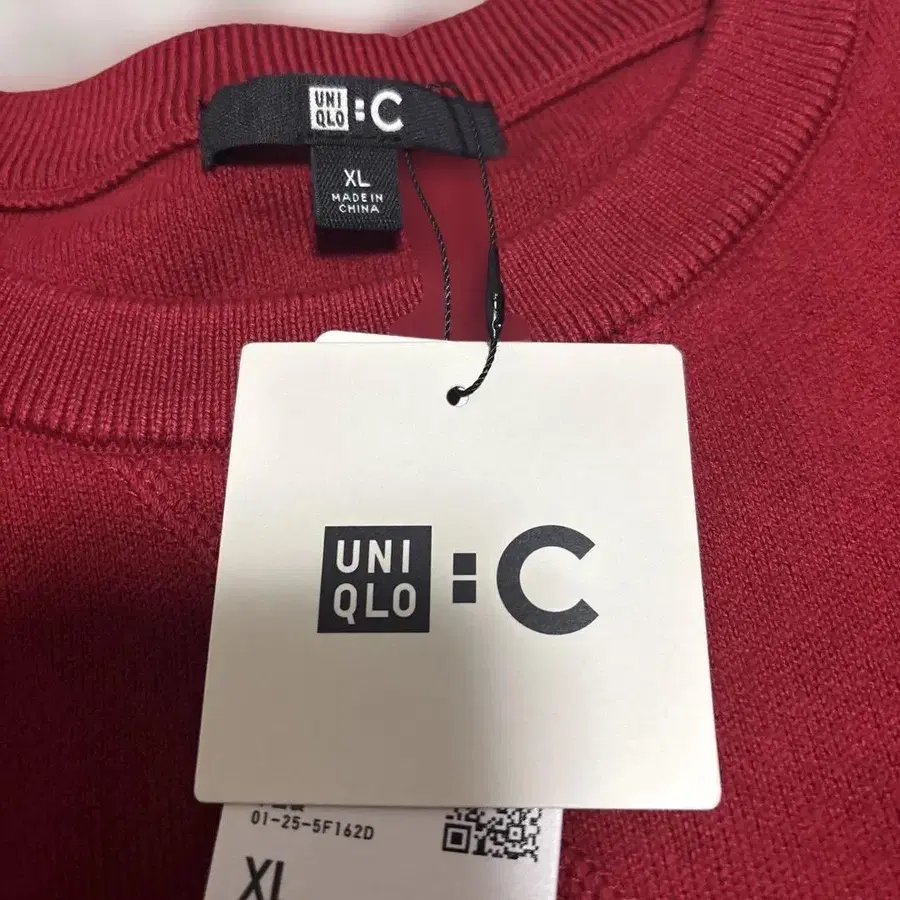 UNI
QLO : C
XL
MADE IN
CHINA
UNI
QLO : C
01-25-5F162D
XL